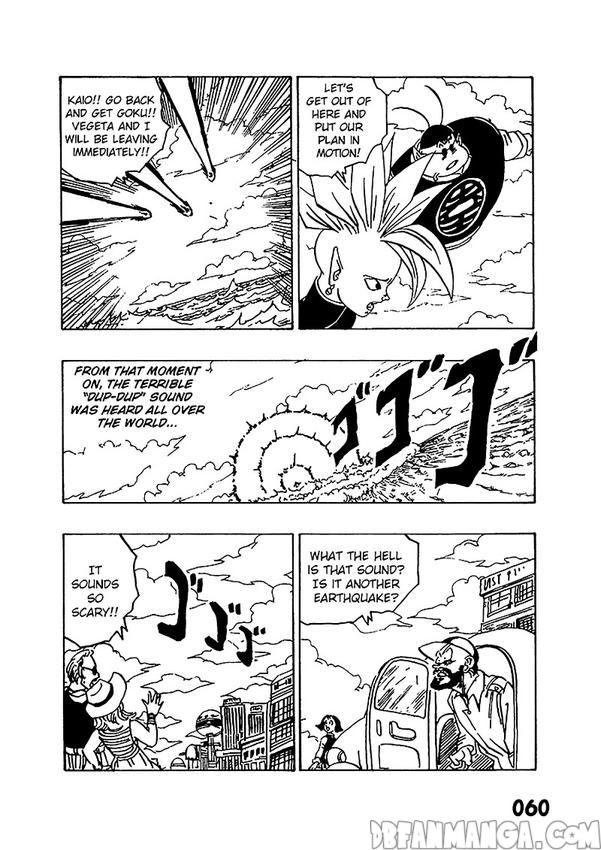 LET'S
GET OUT OF
HERE AND
PUT OUR
PLAN IN
MOTION!
KAIO!! GO BACK
AND GET GOKU!!
VEGETA AND I
WILL BE LEAVING
IMMEDIATELY!!
FROM THAT MOMENT
ON, THE TERRIBLE
"DUP-DUP" SOUND
WAS HEARD ALL OVER
THE WORLD...
ゴゴゴ
WHAT THE HELL
IS THAT SOUND?
IS IT ANOTHER
EARTHQUAKE?
IT
SOUNDS
SO
SCARY!!
ゴゴゴ
060
DBFANMANGA.COM